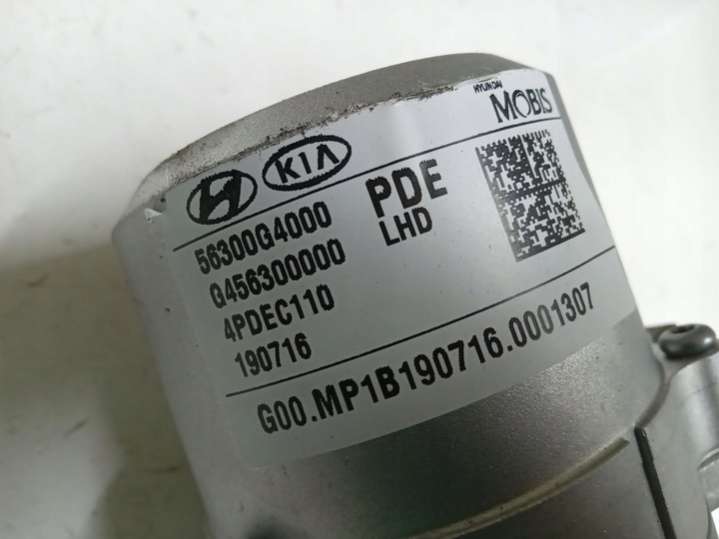 HYUNDAI
MOBIS
KIA
PDE
LHD
56300G4000
G456300000
4PDEC110
190716
G00.MP1B190716.0001307